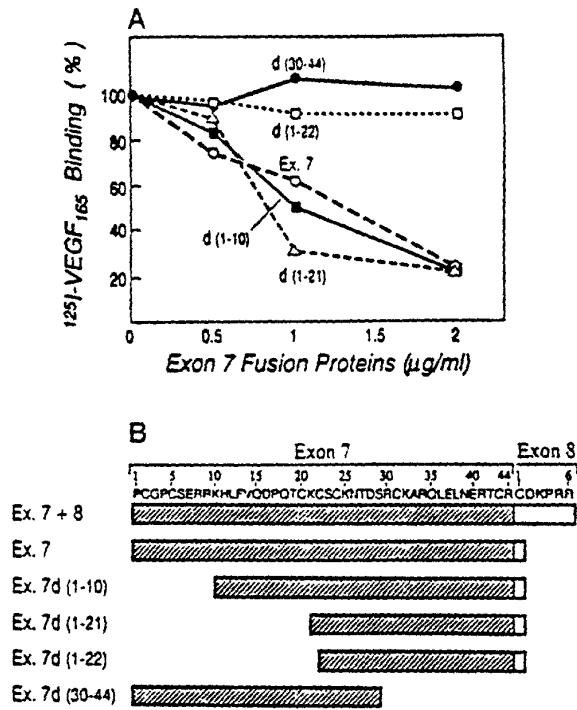 A
125I-VEGF165 Binding (%)
100
80
60
40
20
0
d (30-44)
d (1-22)
Ex. 7
d (1-10)
d (1-21)
0 0.5 1 1.5 2
Exon 7 Fusion Proteins (μg/ml)
B
Exon 7 Exon 8
1 5 10 15 20 25 30 35 40 44 1 6
PCGPCSERRKHLFVQDPQTCKCSCKNTDSRCKARQLELNERTCRCDKPRR
Ex. 7 + 8
Ex. 7
Ex. 7d (1-10)
Ex. 7d (1-21)
Ex. 7d (1-22)
Ex. 7d (30-44)